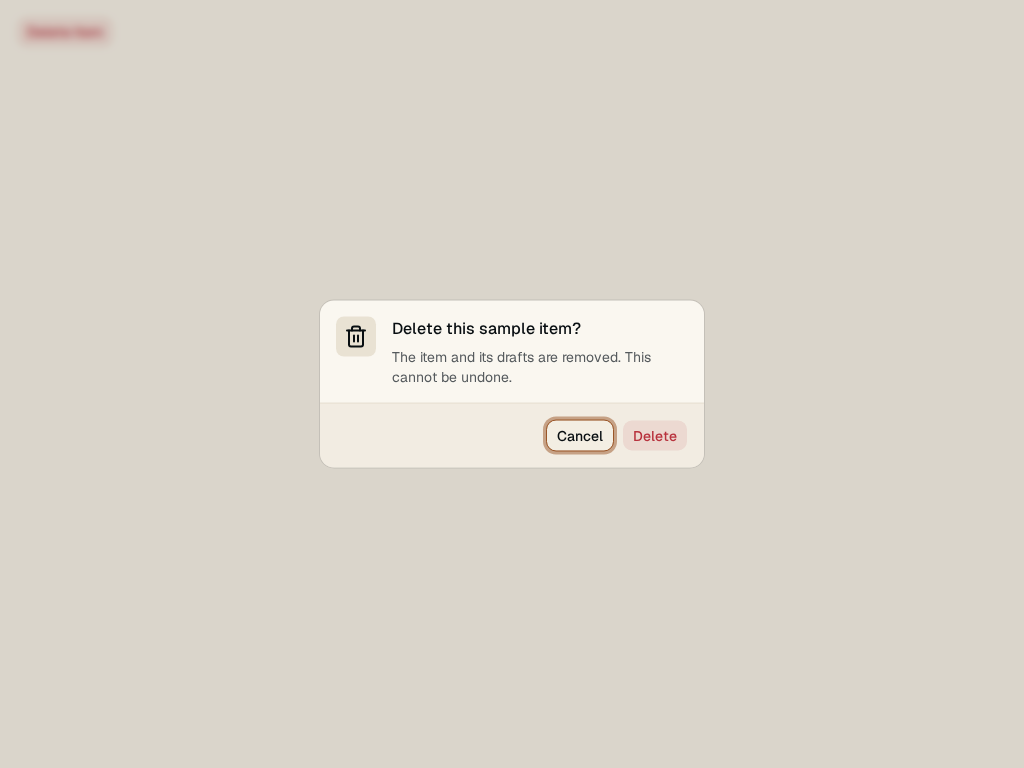 Delete this sample item?
The item and its drafts are removed. This
cannot be undone.
Cancel
Delete